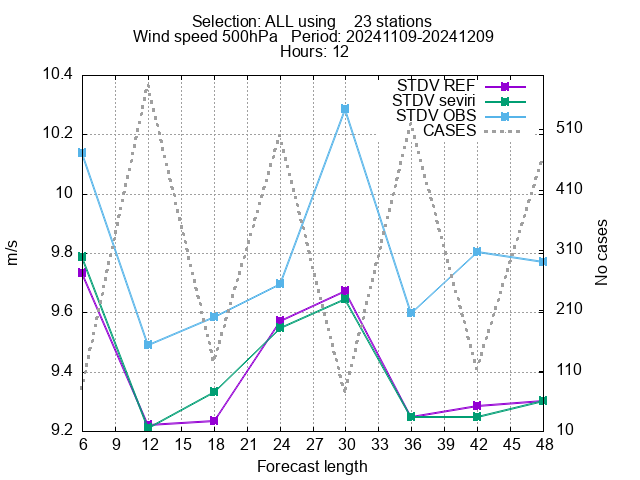 Selection: ALL using    23 stations
Wind speed 500hPa   Period: 20241109-20241209
Hours: 12
STDV REF
STDV seviri
STDV OBS
CASES
m/s
10.4
10.2
10
9.8
9.6
9.4
9.2
No cases
510
410
310
210
110
10
6 9 12 15 18 21 24 27 30 33 36 39 42 45 48
Forecast length